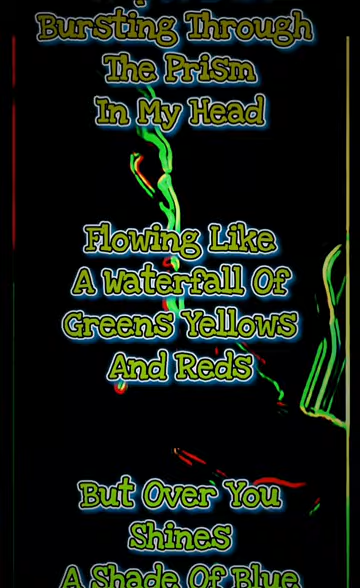 Bursting Through
The Prism
In My Head
Flowing Like
A Waterfall Of
Greens Yellows
And Reds
But Over You
Shines
A Shade Of Blue